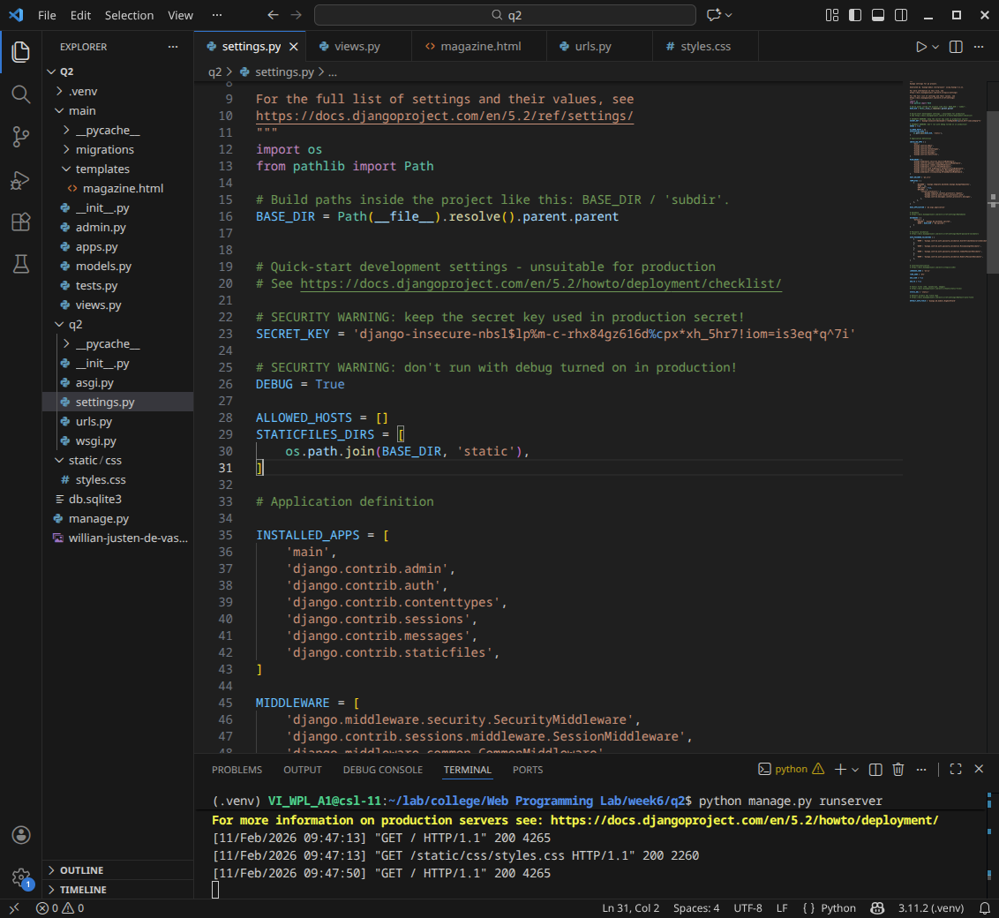 File Edit Selection View ··· q2
EXPLORER ···
Q2
.venv
main
__pycache__
migrations
templates
<> magazine.html
__init__.py
admin.py
apps.py
models.py
tests.py
views.py
q2
__pycache__
__init__.py
asgi.py
settings.py
urls.py
wsgi.py
static/css
# styles.css
db.sqlite3
manage.py
willian-justen-de-vas...
OUTLINE
TIMELINE
1
settings.py views.py <> magazine.html urls.py # styles.css
q2 > settings.py > ...
8
9 For the full list of settings and their values, see
10 https://docs.djangoproject.com/en/5.2/ref/settings/
11 """
12 import os
13 from pathlib import Path
14
15 # Build paths inside the project like this: BASE_DIR / 'subdir'.
16 BASE_DIR = Path(__file__).resolve().parent.parent
17
18
19 # Quick-start development settings - unsuitable for production
20 # See https://docs.djangoproject.com/en/5.2/howto/deployment/checklist/
21
22 # SECURITY WARNING: keep the secret key used in production secret!
23 SECRET_KEY = 'django-insecure-nbsl$lp%m-c-rhx84gz616d%cpx*xh_5hr7!iom=is3eq*q^7i'
24
25 # SECURITY WARNING: don't run with debug turned on in production!
26 DEBUG = True
27
28 ALLOWED_HOSTS = []
29 STATICFILES_DIRS = [
30 os.path.join(BASE_DIR, 'static'),
31 ]
32
33 # Application definition
34
35 INSTALLED_APPS = [
36 'main',
37 'django.contrib.admin',
38 'django.contrib.auth',
39 'django.contrib.contenttypes',
40 'django.contrib.sessions',
41 'django.contrib.messages',
42 'django.contrib.staticfiles',
43 ]
44
45 MIDDLEWARE = [
46 'django.middleware.security.SecurityMiddleware',
47 'django.contrib.sessions.middleware.SessionMiddleware',
48 'django.middleware.common.CommonMiddleware'
PROBLEMS OUTPUT DEBUG CONSOLE TERMINAL PORTS python
(.venv) VI_WPL_A1@csl-11:~/lab/college/Web Programming Lab/week6/q2$ python manage.py runserver
For more information on production servers see: https://docs.djangoproject.com/en/5.2/howto/deployment/
[11/Feb/2026 09:47:13] "GET / HTTP/1.1" 200 4265
[11/Feb/2026 09:47:13] "GET /static/css/styles.css HTTP/1.1" 200 2260
[11/Feb/2026 09:47:50] "GET / HTTP/1.1" 200 4265
0 0 Ln 31, Col 2 Spaces: 4 UTF-8 LF { } Python 3.11.2 (.venv)